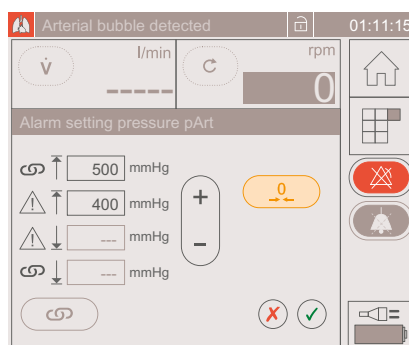 Arterial bubble detected 01:11:15
l/min rpm
V̇
----- 0
Alarm setting pressure pArt
500 mmHg
400 mmHg
0
+
--- mmHg
−
--- mmHg